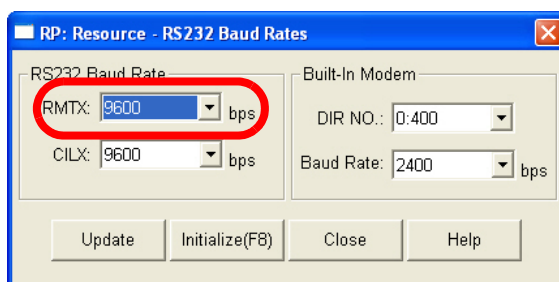 RP: Resource - RS232 Baud Rates
RS232 Baud Rate
RMTX: 9600 bps
CILX: 9600 bps
Built-In Modem
DIR NO.: 0:400
Baud Rate: 2400 bps
Update Initialize(F8) Close Help